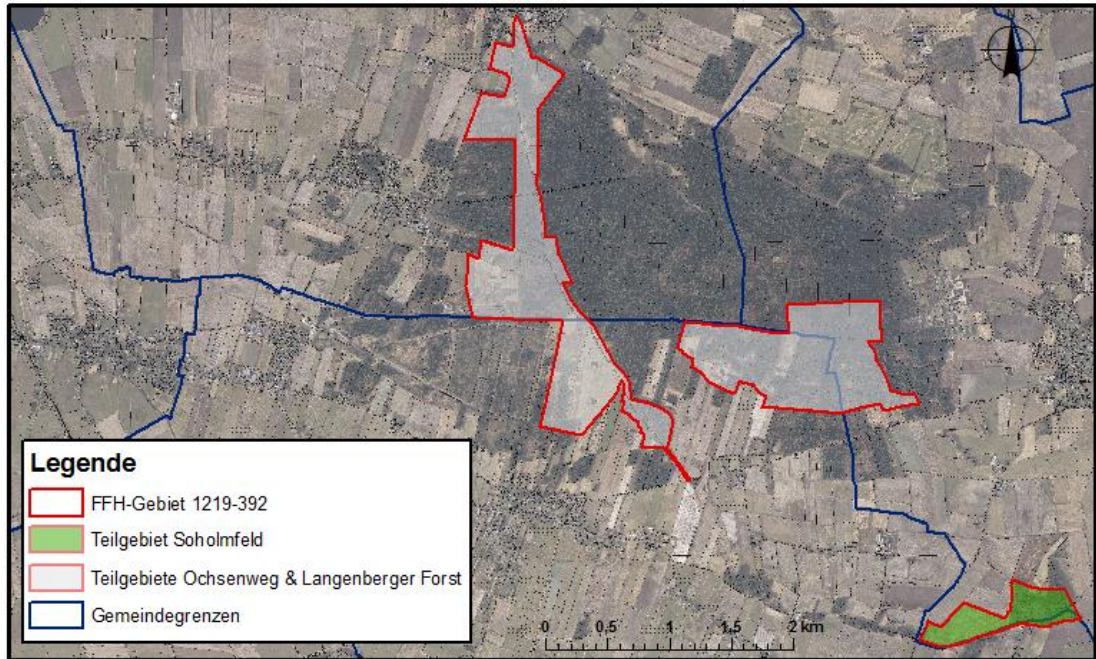 N
Legende
FFH-Gebiet 1219-392
Teilgebiet Soholmfeld
Teilgebiete Ochsenweg & Langenberger Forst
Gemeindegrenzen
0 0,5 1 1,5 2 km